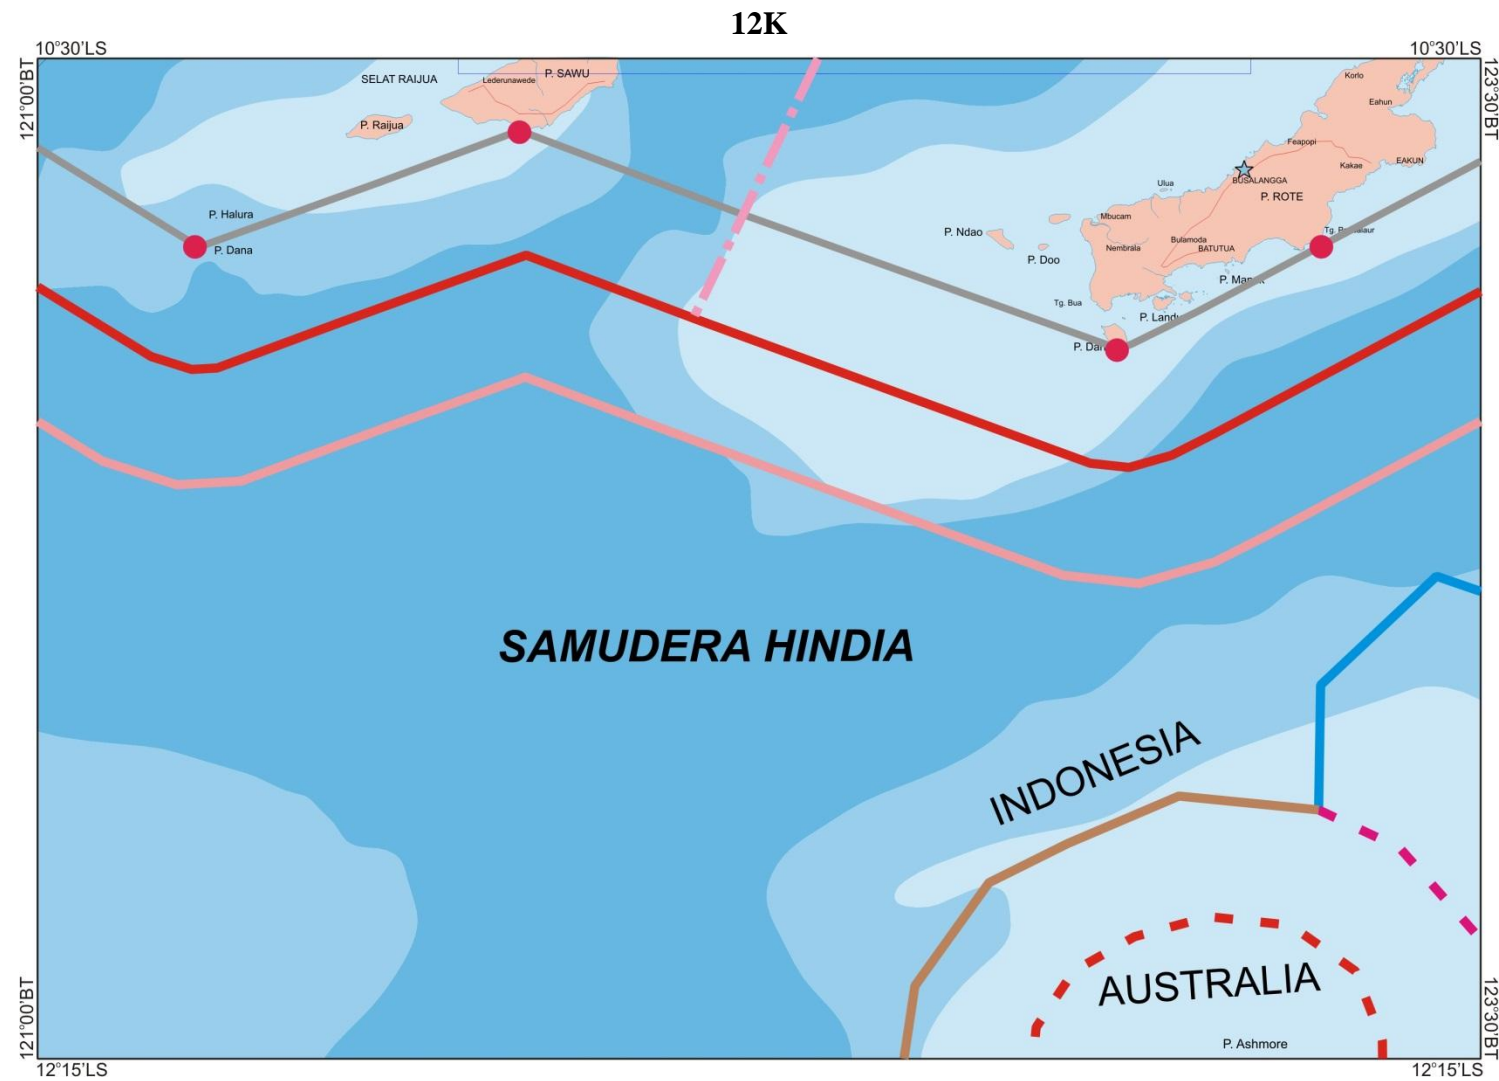 12K
10°30'LS
10°30'LS
121°00'BT
123°30'BT
SELAT RAIJUA
Lederunawede
P. SAWU
P. Raijua
Korlo
Eahun
Feapopi
Kakae
EAKUN
BUSALANGGA
P. ROTE
Ulua
Mbucam
P. Halura
P. Dana
P. Ndao
Nembrala
Bulamoda
BATUTUA
P. Doo
Tg. Bua
SAMUDERA HINDIA
INDONESIA
AUSTRALIA
P. Ashmore
121°00'BT
123°30'BT
12°15'LS
12°15'LS